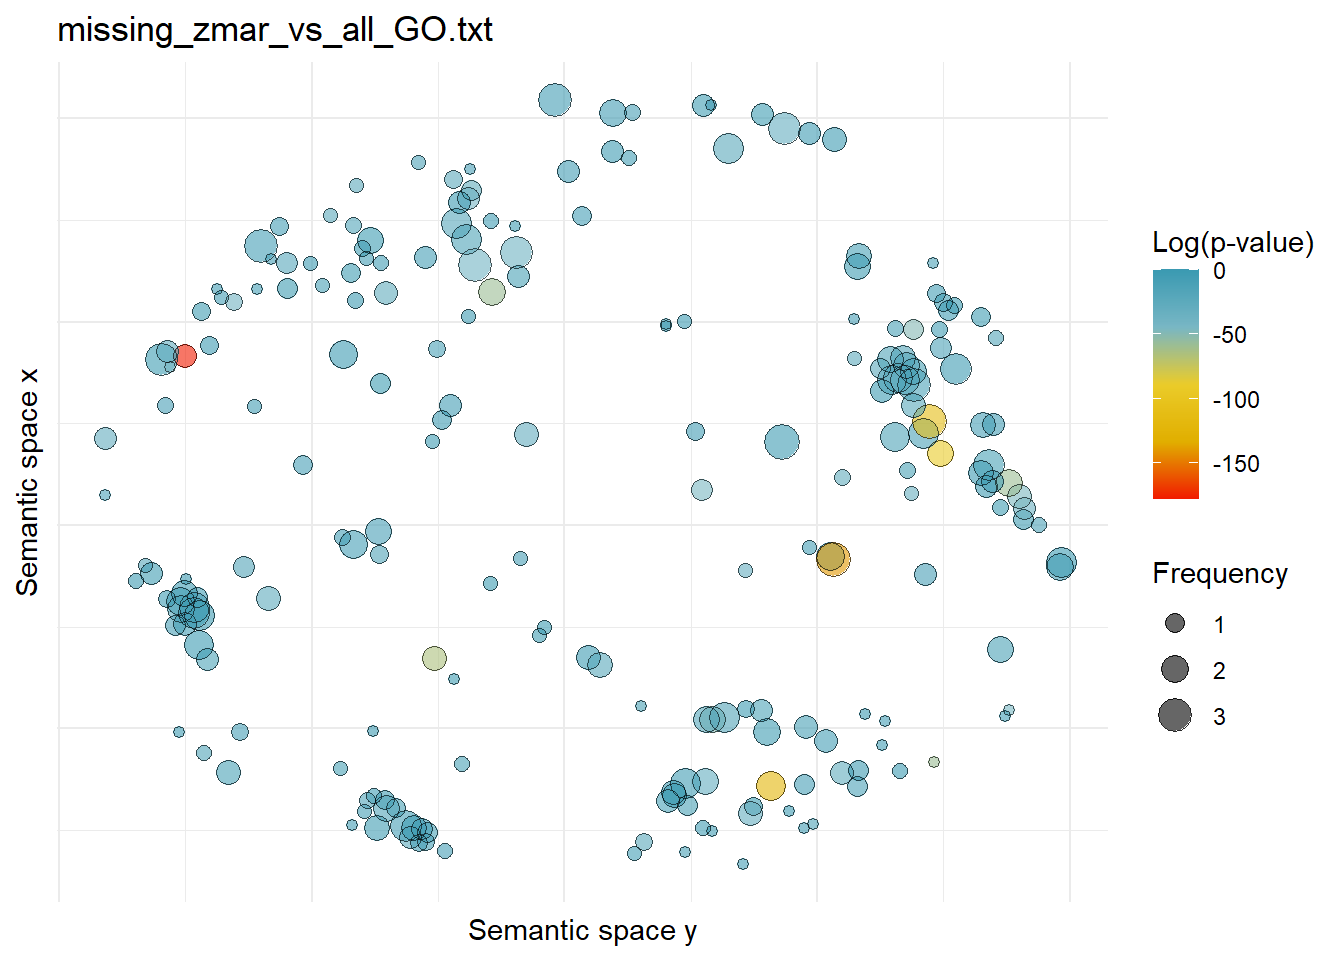 missing_zmar_vs_all_GO.txt
Semantic space x
Semantic space y
Log(p-value)
0
-50
-100
-150
Frequency
1
2
3